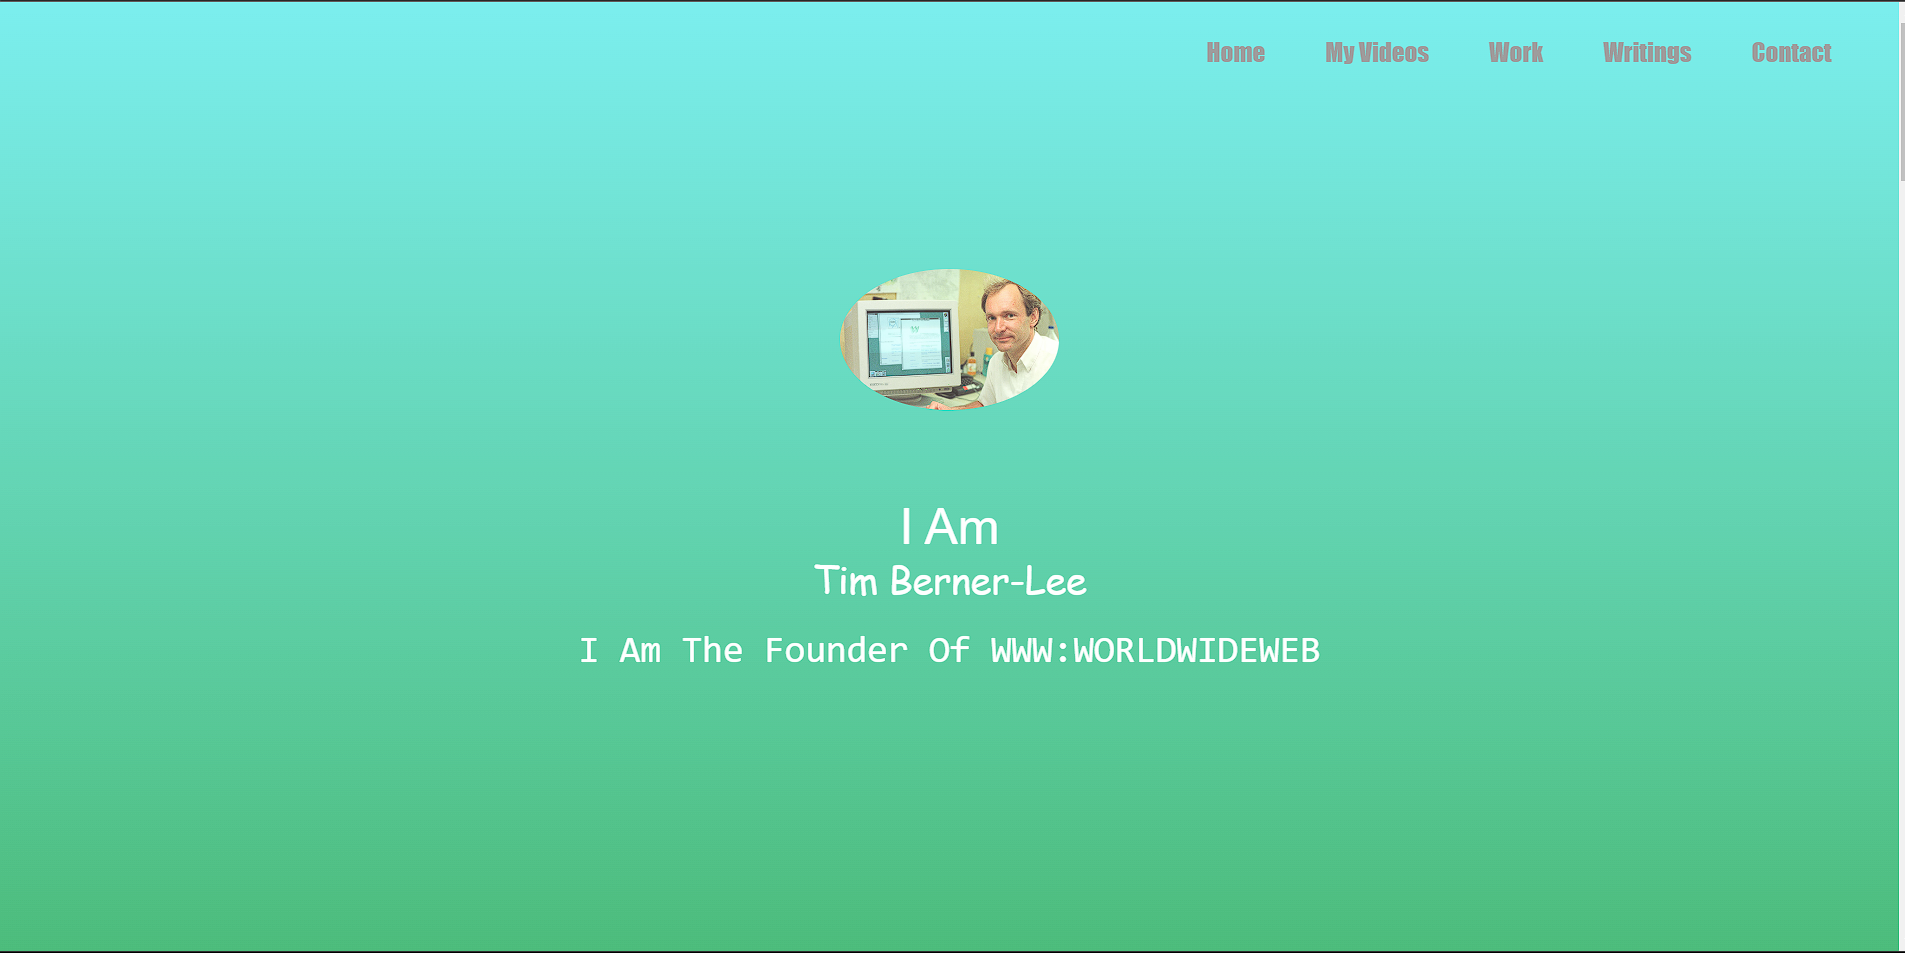 Home My Videos Work Writings Contact
I Am
Tim Berner-Lee
I Am The Founder Of WWW:WORLDWIDEWEB